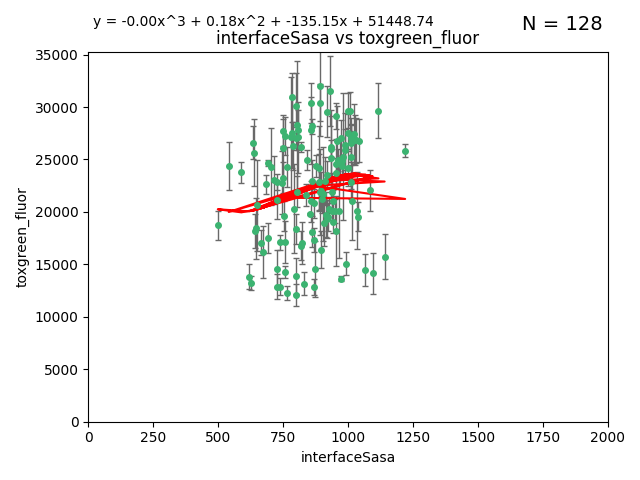 y = -0.00x^3 + 0.18x^2 + -135.15x + 51448.74
N = 128
interfaceSasa vs toxgreen_fluor
35000
30000
25000
20000
15000
10000
5000
0
toxgreen_fluor
0 250 500 750 1000 1250 1500 1750 2000
interfaceSasa